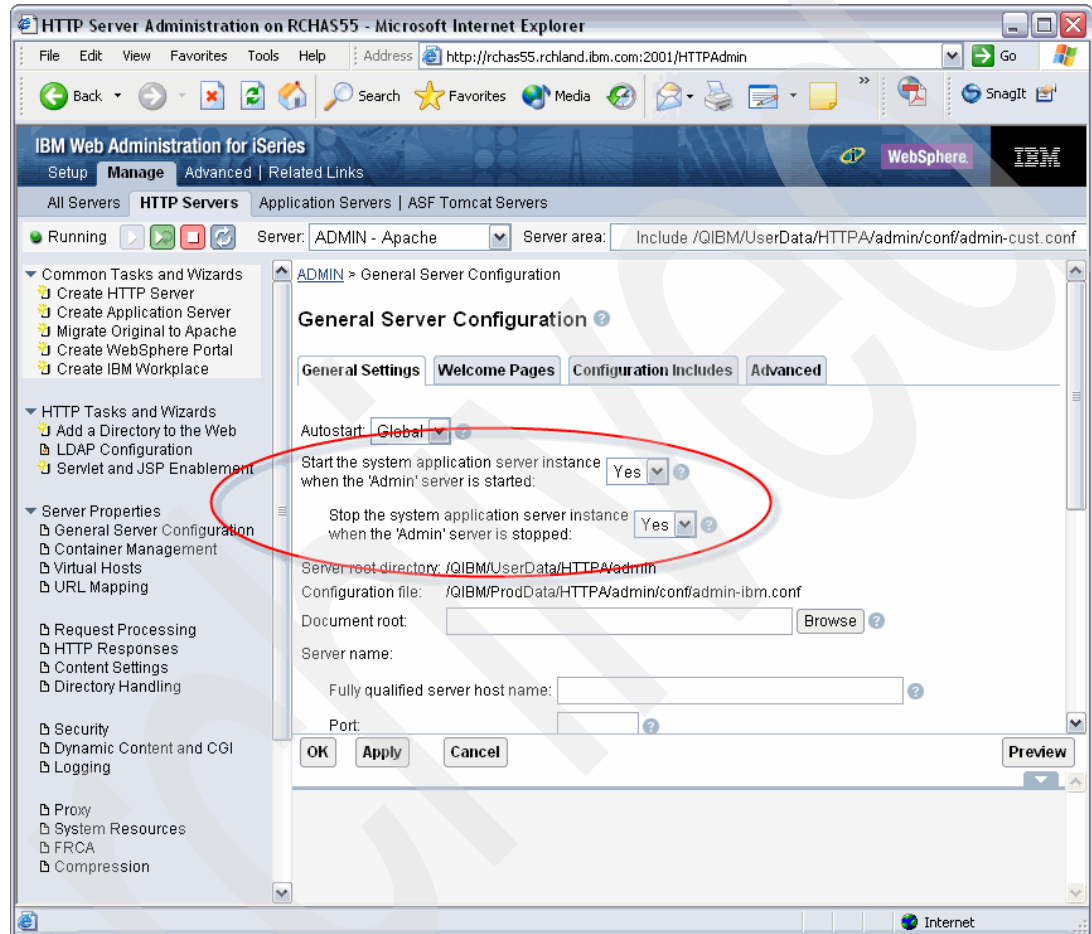 HTTP Server Administration on RCHAS55 - Microsoft Internet Explorer
File Edit View Favorites Tools Help Address http://rchas55.rchland.ibm.com:2001/HTTPAdmin Go
Back Search Favorites Media » SnagIt
IBM Web Administration for iSeries
WebSphere. IBM
Setup Manage Advanced | Related Links
All Servers HTTP Servers Application Servers | ASF Tomcat Servers
Running Server: ADMIN - Apache Server area: Include /QIBM/UserData/HTTPA/admin/conf/admin-cust.conf
Common Tasks and Wizards
Create HTTP Server
Create Application Server
Migrate Original to Apache
Create WebSphere Portal
Create IBM Workplace
HTTP Tasks and Wizards
Add a Directory to the Web
LDAP Configuration
Servlet and JSP Enablement
Server Properties
General Server Configuration
Container Management
Virtual Hosts
URL Mapping
Request Processing
HTTP Responses
Content Settings
Directory Handling
Security
Dynamic Content and CGI
Logging
Proxy
System Resources
FRCA
Compression
ADMIN > General Server Configuration
General Server Configuration ?
General Settings Welcome Pages Configuration Includes Advanced
Autostart: Global ?
Start the system application server instance
when the 'Admin' server is started: Yes ?
Stop the system application server instance
when the 'Admin' server is stopped: Yes ?
Server root directory: /QIBM/UserData/HTTPA/admin
Configuration file: /QIBM/ProdData/HTTPA/admin/conf/admin-ibm.conf
Document root: Browse ?
Server name:
Fully qualified server host name: ?
Port: ?
OK Apply Cancel Preview
Internet